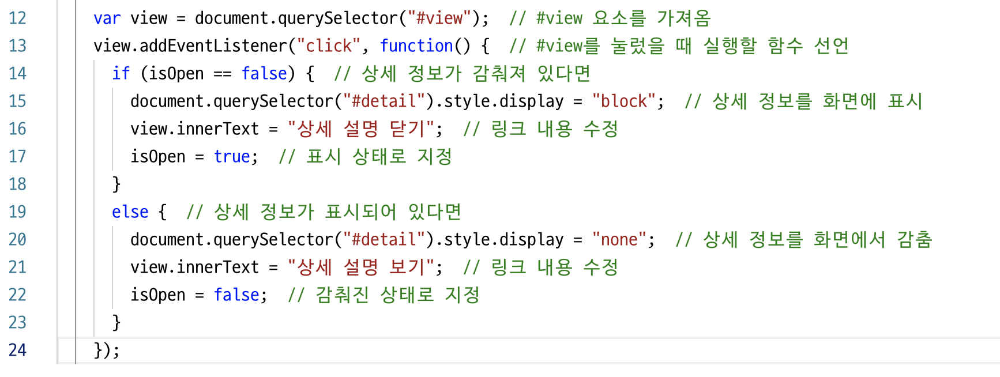 12 var view = document.querySelector("#view"); // #view 요소를 가져옴
13 view.addEventListener("click", function() { // #view를 눌렀을 때 실행할 함수 선언
14 if (isOpen == false) { // 상세 정보가 감춰져 있다면
15 document.querySelector("#detail").style.display = "block"; // 상세 정보를 화면에 표시
16 view.innerText = "상세 설명 닫기"; // 링크 내용 수정
17 isOpen = true; // 표시 상태로 지정
18 }
19 else { // 상세 정보가 표시되어 있다면
20 document.querySelector("#detail").style.display = "none"; // 상세 정보를 화면에서 감춤
21 view.innerText = "상세 설명 보기"; // 링크 내용 수정
22 isOpen = false; // 감춰진 상태로 지정
23 }
24 });